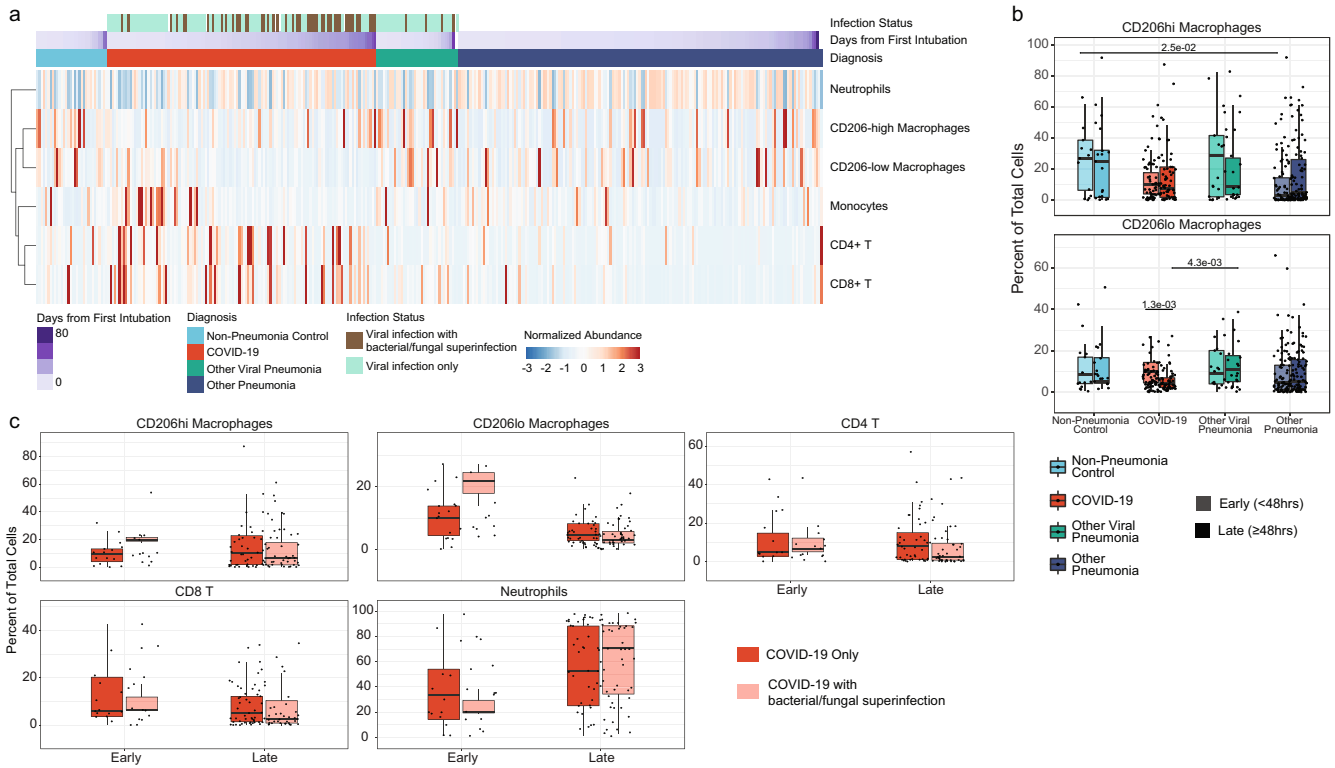 a
Infection Status
Days from First Intubation
Diagnosis
Neutrophils
CD206-high Macrophages
CD206-low Macrophages
Monocytes
CD4+ T
CD8+ T
Days from First Intubation
80
0
Diagnosis
Non-Pneumonia Control
COVID-19
Other Viral Pneumonia
Other Pneumonia
Infection Status
Viral infection with
bacterial/fungal superinfection
Viral infection only
Normalized Abundance
-3 -2 -1 0 1 2 3
b
CD206hi Macrophages
2.5e-02
100
80
60
40
20
0
CD206lo Macrophages
4.3e-03
1.3e-03
60
40
20
0
Percent of Total Cells
Non-Pneumonia
Control
COVID-19
Other Viral
Pneumonia
Other
Pneumonia
Non-Pneumonia
Control
COVID-19
Other Viral
Pneumonia
Other
Pneumonia
Early (<48hrs)
Late (≥48hrs)
c
CD206hi Macrophages
80
60
40
20
0
CD206lo Macrophages
20
0
CD4 T
60
40
20
0
Early
Late
CD8 T
40
20
0
Early
Late
Neutrophils
100
80
60
40
20
0
Early
Late
Percent of Total Cells
COVID-19 Only
COVID-19 with
bacterial/fungal superinfection